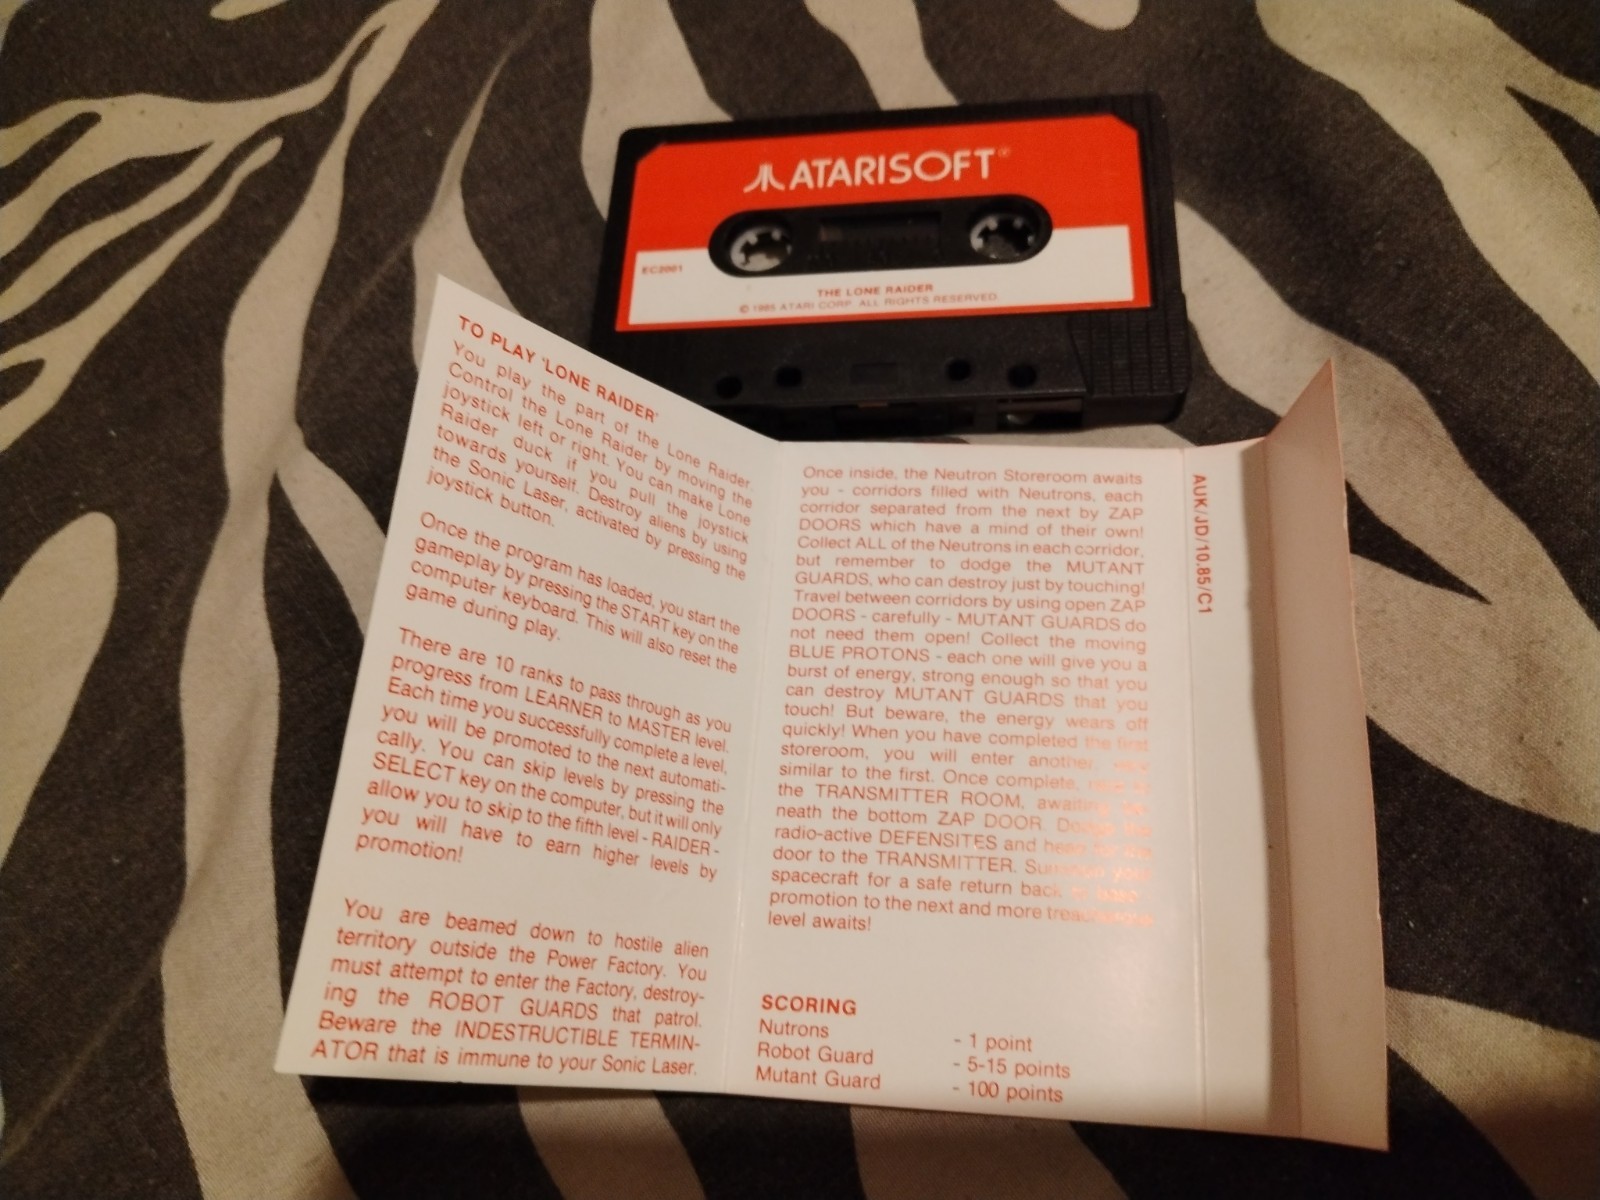 ATARISOFT®
EC2001
THE LONE RAIDER
© 1985 ATARI CORP. ALL RIGHTS RESERVED.
TO PLAY 'LONE RAIDER'
You play the part of the Lone Raider.
Control the Lone Raider by moving the
joystick left or right. You can make Lone
Raider duck if you pull the joystick
towards yourself. Destroy aliens by using
the Sonic Laser, activated by pressing the
joystick button.
Once the program has loaded, you start the
gameplay by pressing the START key on the
computer keyboard. This will also reset the
game during play.
There are 10 ranks to pass through as you
progress from LEARNER to MASTER level.
Each time you successfully complete a level,
you will be promoted to the next automati-
cally. You can skip levels by pressing the
SELECT key on the computer, but it will only
allow you to skip to the fifth level - RAIDER -
you will have to earn higher levels by
promotion!
You are beamed down to hostile alien
territory outside the Power Factory. You
must attempt to enter the Factory, destroy-
ing the ROBOT GUARDS that patrol.
Beware the INDESTRUCTIBLE TERMIN-
ATOR that is immune to your Sonic Laser.
Once inside, the Neutron Storeroom awaits
you - corridors filled with Neutrons, each
corridor separated from the next by ZAP
DOORS which have a mind of their own!
Collect ALL of the Neutrons in each corridor,
but remember to dodge the MUTANT
GUARDS, who can destroy just by touching!
Travel between corridors by using open ZAP
DOORS - carefully - MUTANT GUARDS do
not need them open! Collect the moving
BLUE PROTONS - each one will give you a
burst of energy, strong enough so that you
can destroy MUTANT GUARDS that you
touch! But beware, the energy wears off
quickly! When you have completed the first
storeroom, you will enter another, very
similar to the first. Once complete,
the TRANSMITTER ROOM, awaiting
neath the bottom ZAP DOOR. Dodge the
radio-active DEFENSITES and head for the
door to the TRANSMITTER. Summon your
spacecraft for a safe return back to base -
promotion to the next and more treacherous
level awaits!
SCORING
Nutrons - 1 point
Robot Guard - 5-15 points
Mutant Guard - 100 points
AUK/JD/10.85/C1